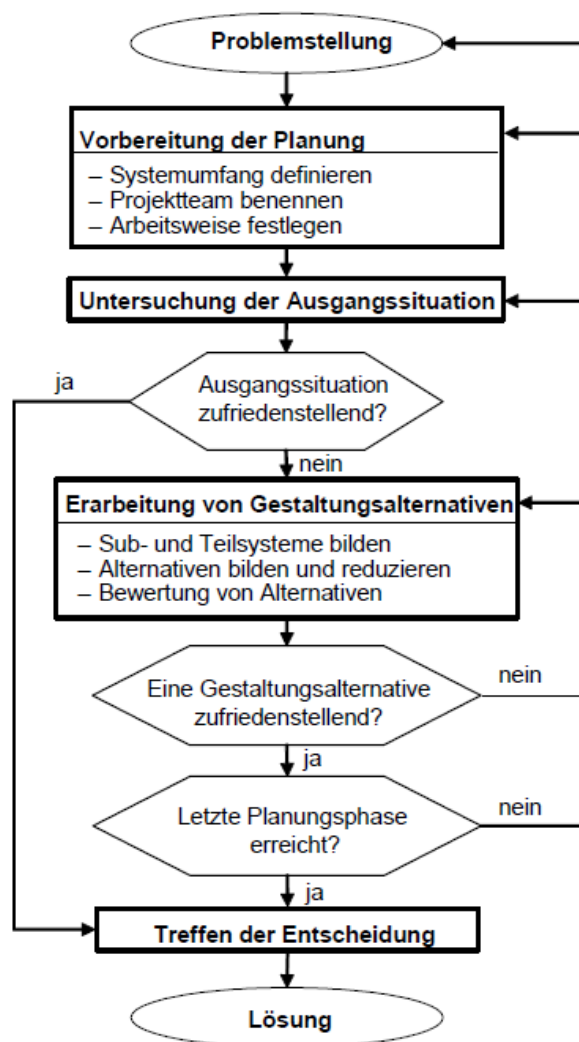 Problemstellung
Vorbereitung der Planung
– Systemumfang definieren
– Projektteam benennen
– Arbeitsweise festlegen
Untersuchung der Ausgangssituation
ja
Ausgangssituation
zufriedenstellend?
nein
Erarbeitung von Gestaltungsalternativen
– Sub- und Teilsysteme bilden
– Alternativen bilden und reduzieren
– Bewertung von Alternativen
Eine Gestaltungsalternative
zufriedenstellend?
nein
ja
Letzte Planungsphase
erreicht?
nein
ja
Treffen der Entscheidung
Lösung